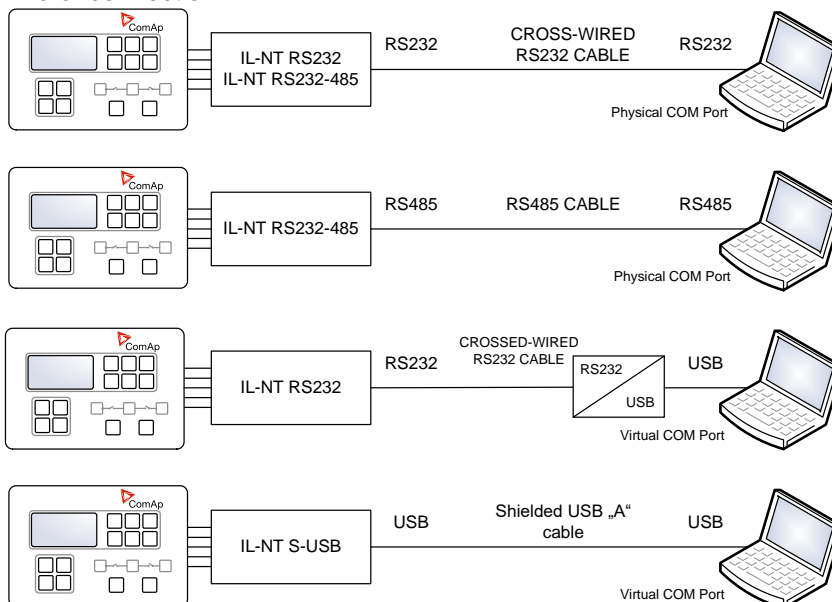 ComAp
IL-NT RS232
IL-NT RS232-485
RS232
CROSS-WIRED
RS232 CABLE
RS232
Physical COM Port
ComAp
IL-NT RS232-485
RS485
RS485 CABLE
RS485
Physical COM Port
ComAp
IL-NT RS232
RS232
CROSSED-WIRED
RS232 CABLE
RS232
USB
USB
Virtual COM Port
ComAp
IL-NT S-USB
USB
Shielded USB „A“
cable
USB
Virtual COM Port